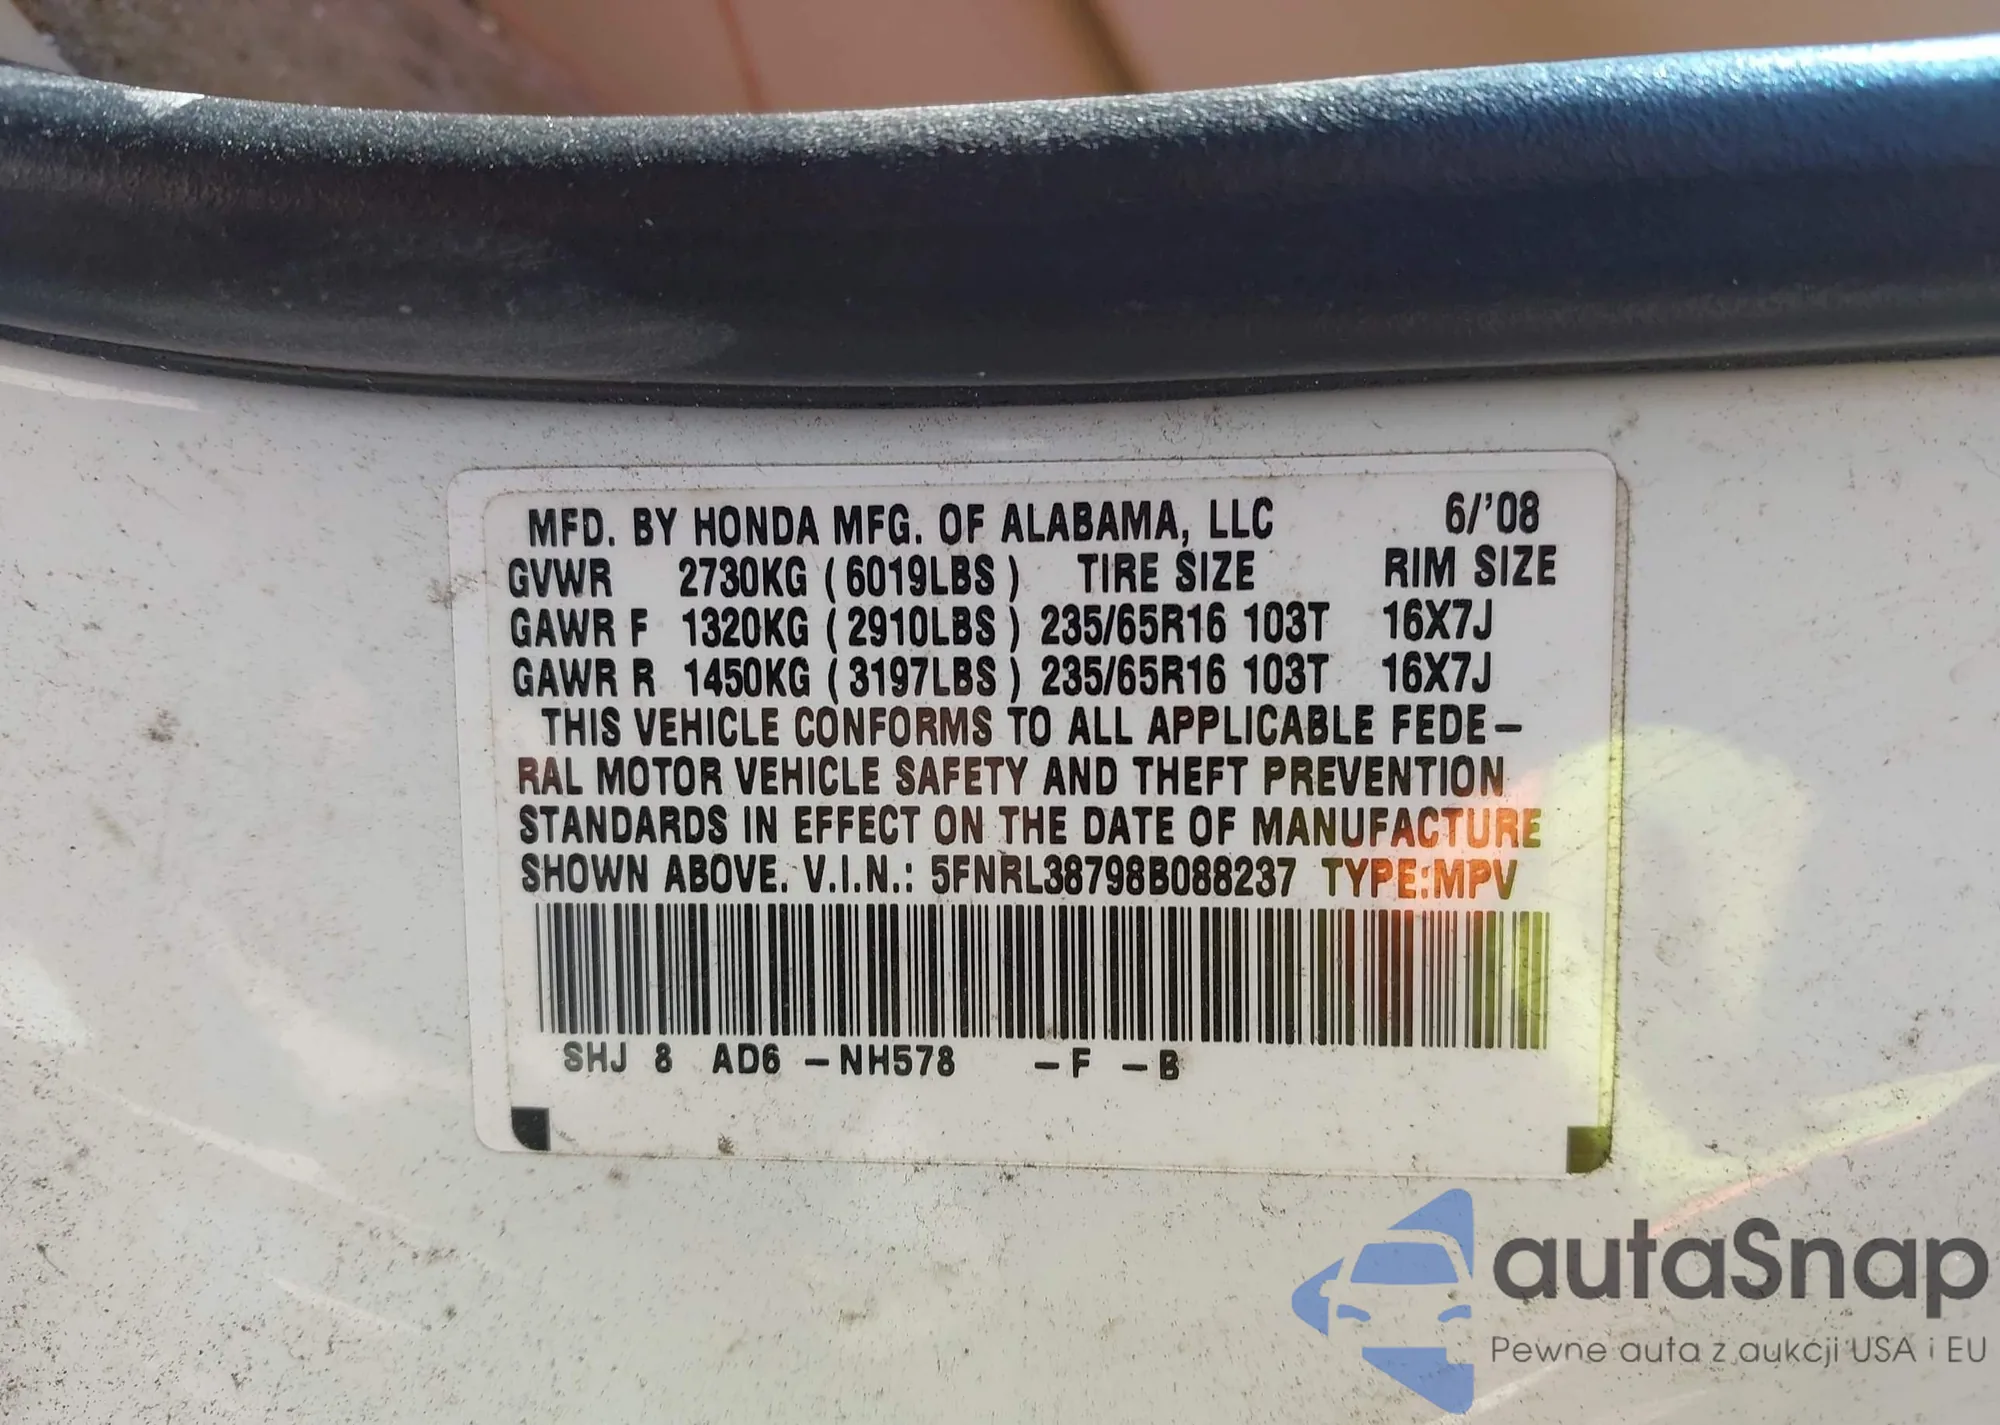 MFD. BY HONDA MFG. OF ALABAMA, LLC 6/'08
GVWR 2730KG (6019LBS) TIRE SIZE RIM SIZE
GAWR F 1320KG (2910LBS) 235/65R16 103T 16X7J
GAWR R 1450KG (3197LBS) 235/65R16 103T 16X7J
THIS VEHICLE CONFORMS TO ALL APPLICABLE FEDE-
RAL MOTOR VEHICLE SAFETY AND THEFT PREVENTION
STANDARDS IN EFFECT ON THE DATE OF MANUFACTURE
SHOWN ABOVE. V.I.N.: 5FNRL38798B088237 TYPE:MPV
SHJ 8 AD6 -NH578 -F -B
autaSnap
Pewne auta z aukcji USA i EU